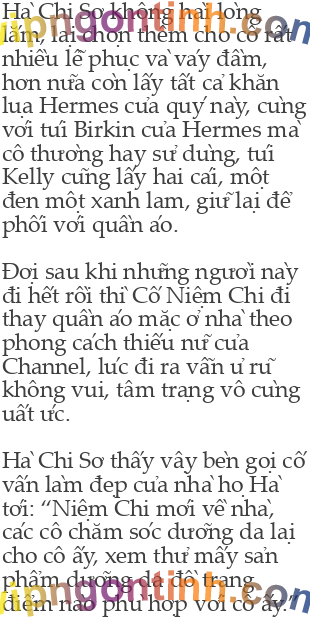 Hạ Chi Sơ không hài lòng
lắm, lại chọn thêm cho cô rất
nhiều lễ phục và váy đầm,
hơn nữa còn lấy tất cả khăn
lụa Hermes của quý này, cùng
với túi Birkin của Hermes mà
cô thường hay sử dụng, túi
Kelly cũng lấy hai cái, một
đen một xanh lam, giữ lại để
phối với quần áo.
Đợi sau khi những người này
đi hết rồi thì Cố Niệm Chi đi
thay quần áo mặc ở nhà theo
phong cách thiếu nữ của
Channel, lúc đi ra vẫn ủ rũ
không vui, tâm trạng vô cùng
uất ức.
Hạ Chi Sơ thấy vậy bèn gọi cố
vấn làm đẹp của nhà họ Hạ
tới: “Niệm Chi mới về nhà,
các cô chăm sóc dưỡng da lại
cho cô ấy, xem thử mấy sản
phẩm dưỡng da đồ trang
điểm nào phù hợp với cô ấy.”
vipngontinh.com
vipngontinh.com